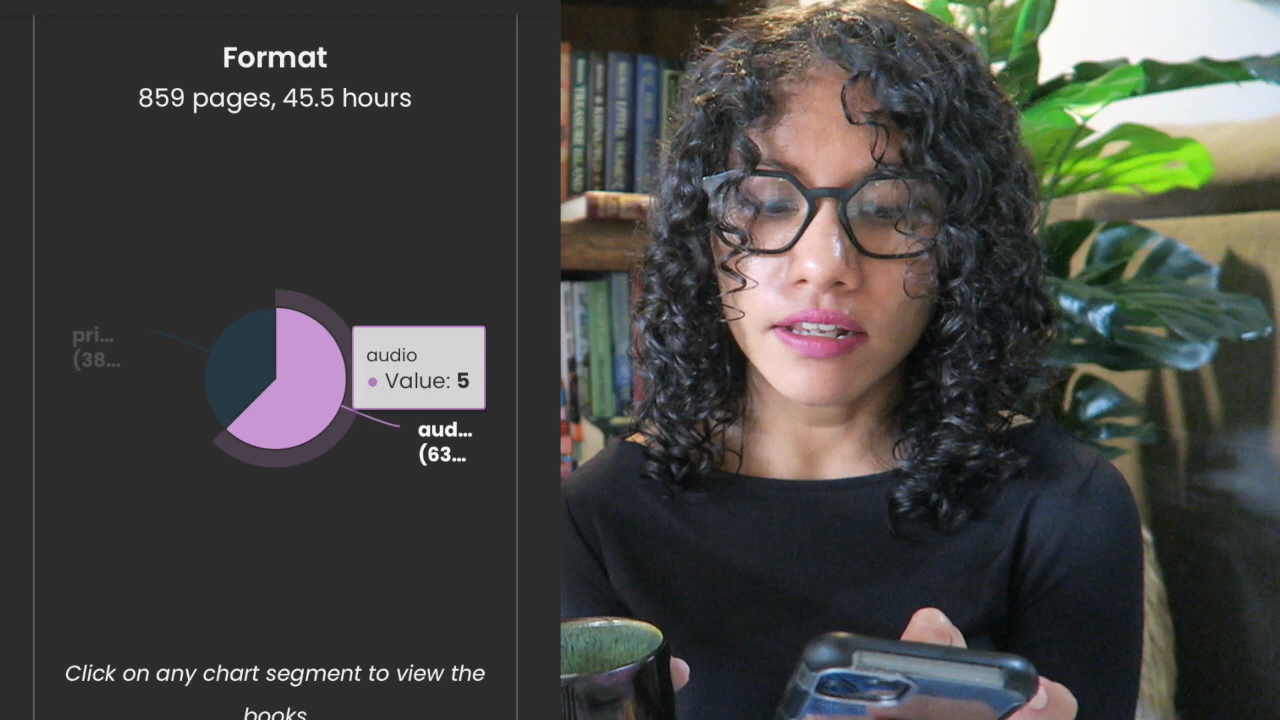 Format
859 pages, 45.5 hours
pri...
(38...
audio
Value: 5
aud...
(63...
Click on any chart segment to view the
books